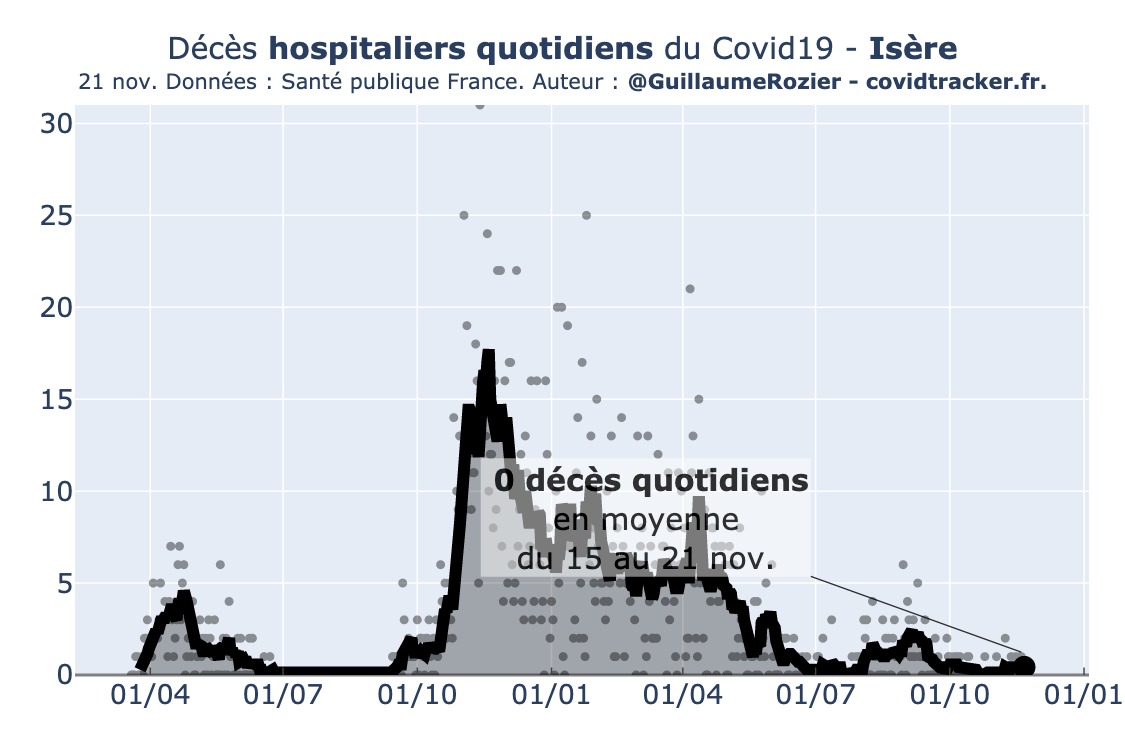 Décès hospitaliers quotidiens du Covid19 - Isère
21 nov. Données : Santé publique France. Auteur : @GuillaumeRozier - covidtracker.fr.
30
25
20
15
10
5
0
0 décès quotidiens
en moyenne
du 15 au 21 nov.
01/04 01/07 01/10 01/01 01/04 01/07 01/10 01/01